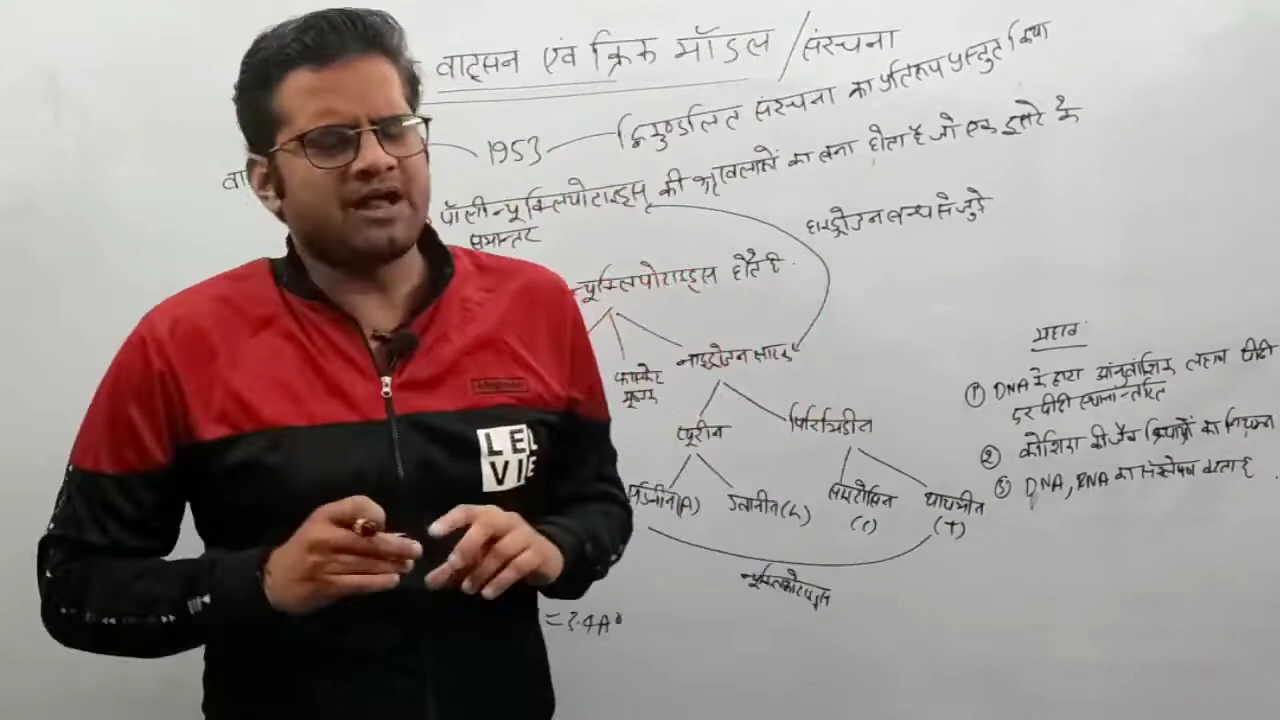 वाट्सन एवं क्रिक मॉडल / संरचना
1953 द्विकुण्डलित संरचना का प्रतिरूप प्रस्तुत किया
वा
पॉलीन्यूक्लियोटाइड्स की श्रृंखलाओं का बना होता है जो एक दूसरे के
समान्तर
हाइड्रोजन बन्ध से जुड़े
न्यूक्लियोटाइड्स होते है.
फास्फेट
समूह
नाइट्रोजन क्षार
प्यूरीन
पिरिमिडीन
(A)
ग्वानीन (G)
साइटोसिन
(C)
थायमीन
(T)
न्यूक्लियोटाइड्स
= 3.4A°
महत्व
① DNA के द्वारा आनुवांशिक लक्षण पीढी
दर पीढी स्थानान्तरित
② कोशिका की जैव क्रियाओं का नियन्त्रण
③ DNA, RNA का संश्लेषण करता है.
LEL
VIE